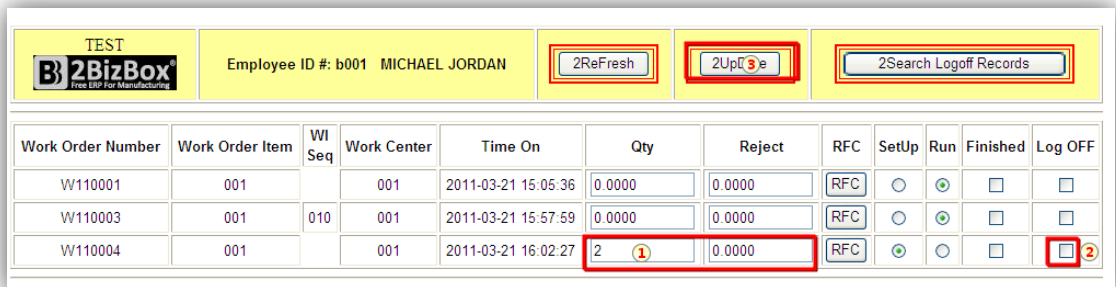 TEST
B 2BizBox®
Free ERP For Manufacturing
Employee ID #: b001 MICHAEL JORDAN
2ReFresh
3
2Search Logoff Records
Work Order Number Work Order Item WI Seq Work Center Time On Qty Reject RFC SetUp Run Finished Log OFF
W110001 001 001 2011-03-21 15:05:36 0.0000 0.0000 RFC
W110003 001 010 001 2011-03-21 15:57:59 0.0000 0.0000 RFC
W110004 001 001 2011-03-21 16:02:27 2 1 0.0000 RFC 2